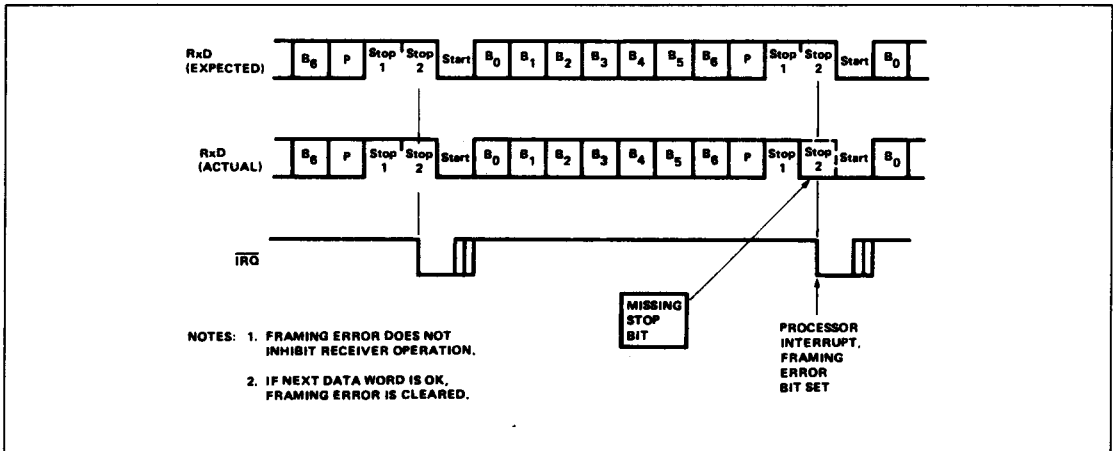 RxD
(EXPECTED)
B6 P Stop 1 Stop 2 Start B0 B1 B2 B3 B4 B5 B6 P Stop 1 Stop 2 Start B0
RxD
(ACTUAL)
B6 P Stop 1 Stop 2 Start B0 B1 B2 B3 B4 B5 B6 P Stop 1 Stop 2 Start B0
IRQ
MISSING
STOP
BIT
PROCESSOR
INTERRUPT,
FRAMING
ERROR
BIT SET
NOTES: 1. FRAMING ERROR DOES NOT
INHIBIT RECEIVER OPERATION.
2. IF NEXT DATA WORD IS OK,
FRAMING ERROR IS CLEARED.